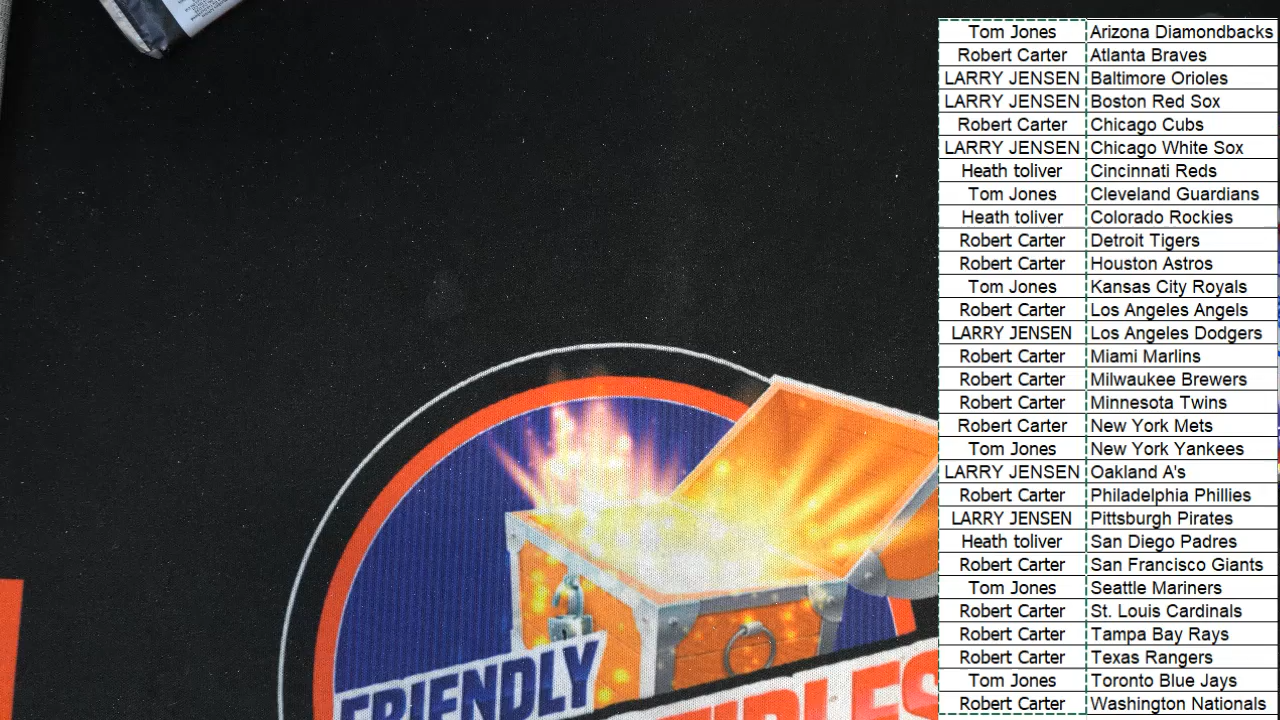 Tom Jones Arizona Diamondbacks
Robert Carter Atlanta Braves
LARRY JENSEN Baltimore Orioles
LARRY JENSEN Boston Red Sox
Robert Carter Chicago Cubs
LARRY JENSEN Chicago White Sox
Heath toliver Cincinnati Reds
Tom Jones Cleveland Guardians
Heath toliver Colorado Rockies
Robert Carter Detroit Tigers
Robert Carter Houston Astros
Tom Jones Kansas City Royals
Robert Carter Los Angeles Angels
LARRY JENSEN Los Angeles Dodgers
Robert Carter Miami Marlins
Robert Carter Milwaukee Brewers
Robert Carter Minnesota Twins
Robert Carter New York Mets
Tom Jones New York Yankees
LARRY JENSEN Oakland A's
Robert Carter Philadelphia Phillies
LARRY JENSEN Pittsburgh Pirates
Heath toliver San Diego Padres
Robert Carter San Francisco Giants
Tom Jones Seattle Mariners
Robert Carter St. Louis Cardinals
Robert Carter Tampa Bay Rays
Robert Carter Texas Rangers
Tom Jones Toronto Blue Jays
Robert Carter Washington Nationals
FRIENDLY